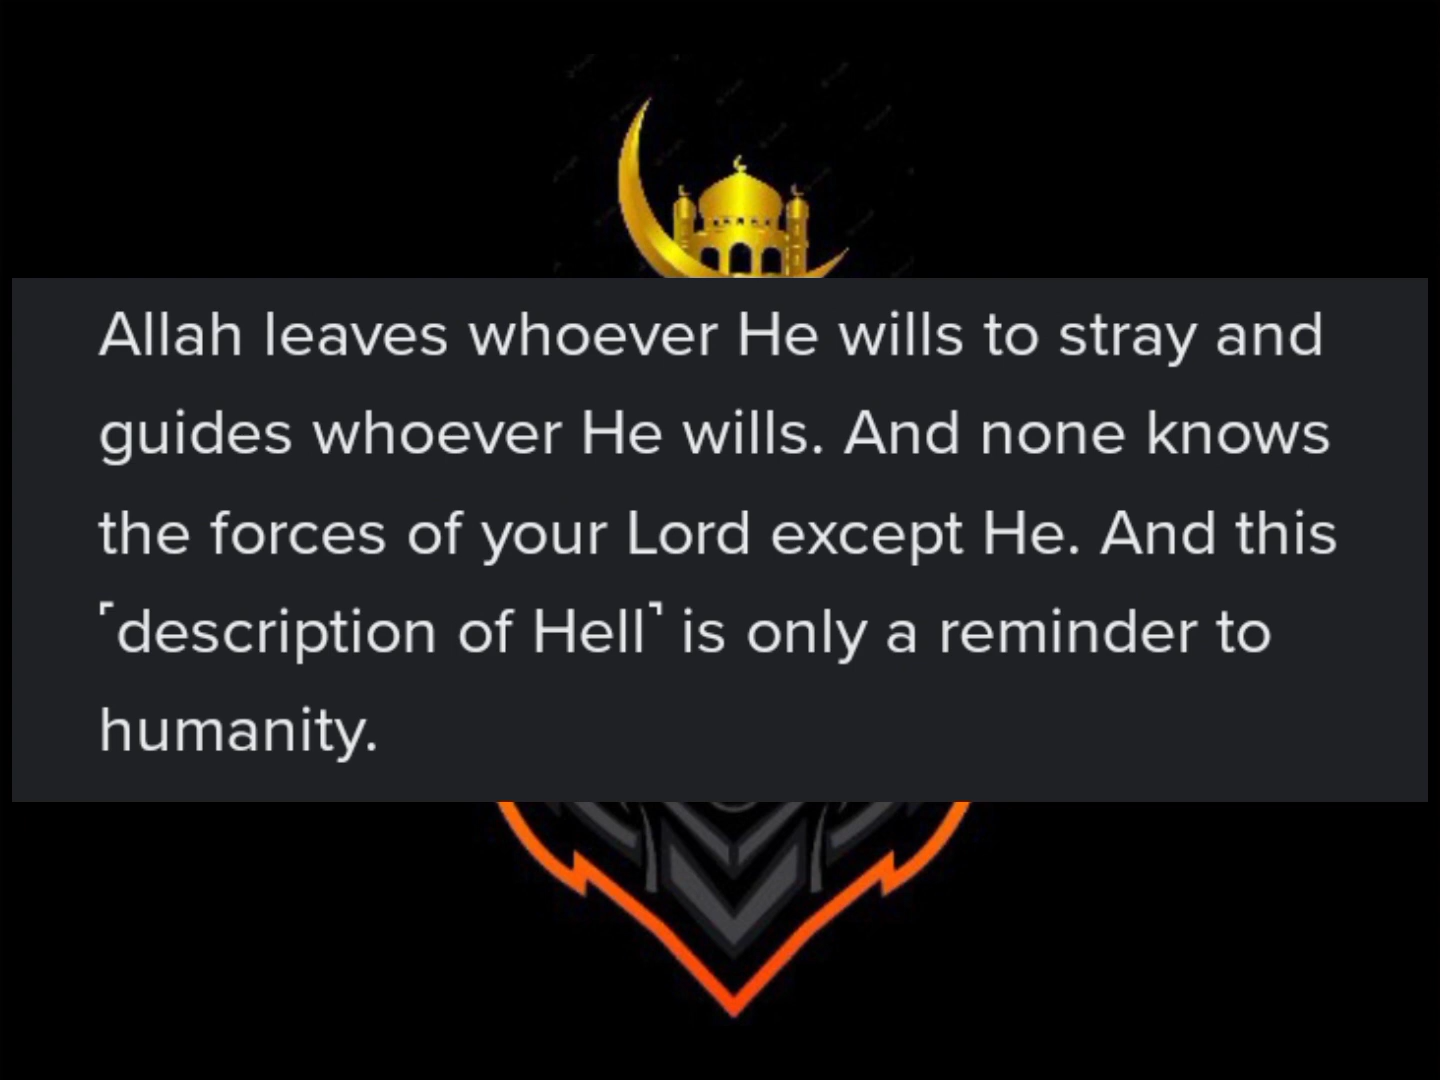 Allah leaves whoever He wills to stray and
guides whoever He wills. And none knows
the forces of your Lord except He. And this
˹description of Hell˺ is only a reminder to
humanity.